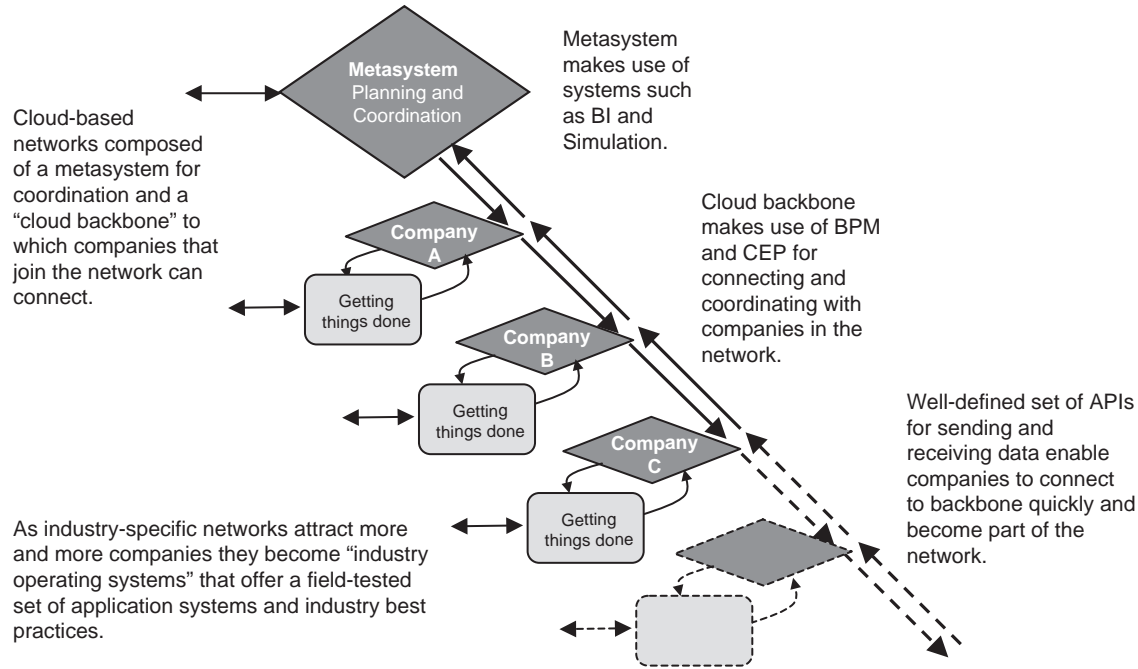 Metasystem
Planning and
Coordination
Metasystem
makes use of
systems such
as BI and
Simulation.
Cloud-based
networks composed
of a metasystem for
coordination and a
“cloud backbone” to
which companies that
join the network can
connect.
Company
A
Getting
things done
Cloud backbone
makes use of BPM
and CEP for
connecting and
coordinating with
companies in the
network.
Company
B
Getting
things done
Well-defined set of APIs
for sending and
receiving data enable
companies to connect
to backbone quickly and
become part of the
network.
Company
C
Getting
things done
As industry-specific networks attract more
and more companies they become “industry
operating systems” that offer a field-tested
set of application systems and industry best
practices.